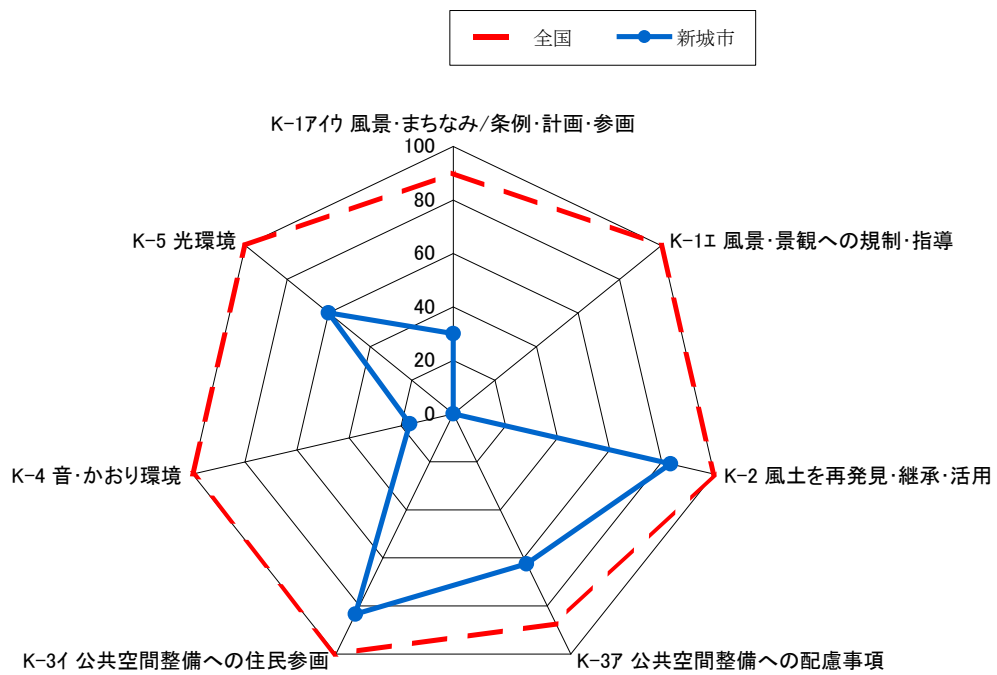 全国 新城市
K-1ｱｲｳ 風景･まちなみ/条例･計画･参画
100
K-5 光環境
K-1ｴ 風景･景観への規制･指導
80
60
40
20
0
K-4 音･かおり環境
K-2 風土を再発見･継承･活用
K-3ｲ 公共空間整備への住民参画
K-3ｱ 公共空間整備への配慮事項